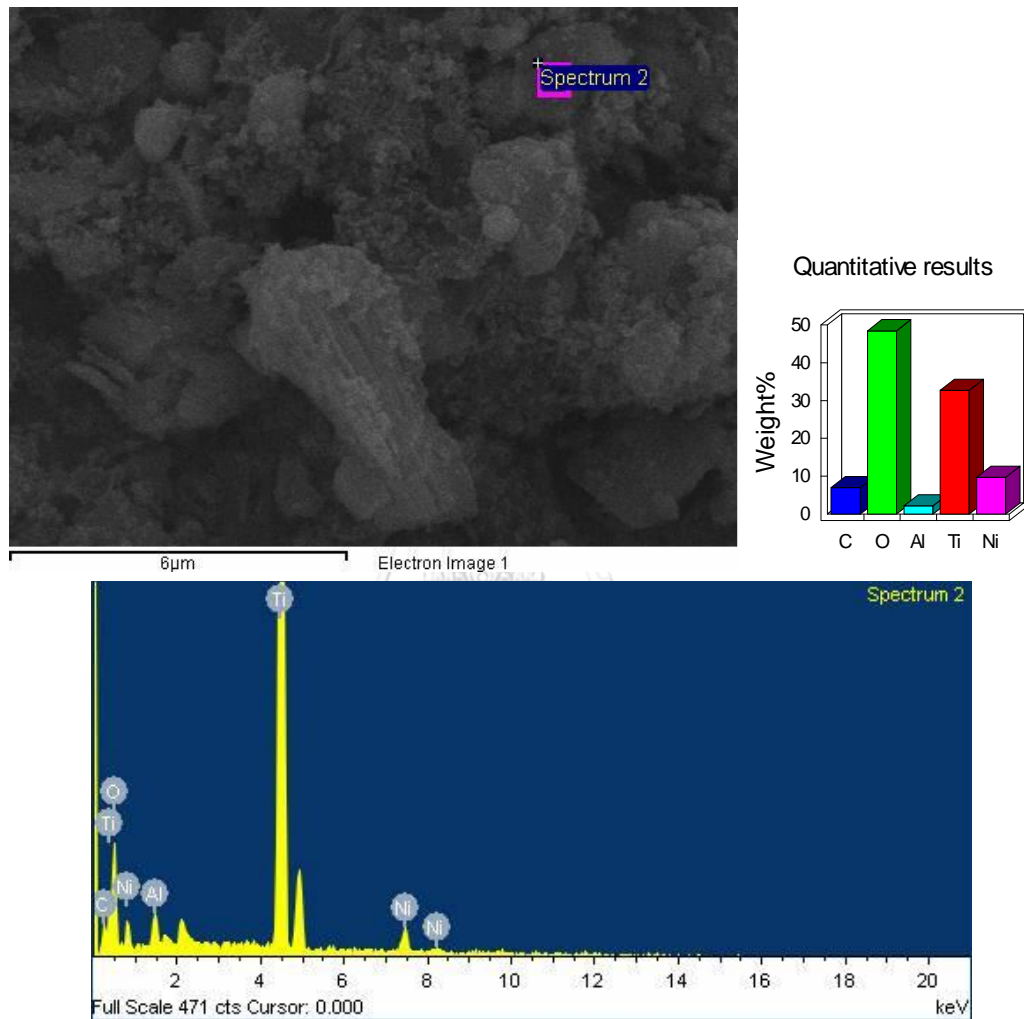 Spectrum 2
6µm
Electron Image 1
Quantitative results
Weight%
50
40
30
20
10
0
C O Al Ti Ni
Spectrum 2
Ti
O
Ti
Ni
Al
C
Ni
Ni
2 4 6 8 10 12 14 16 18 20
Full Scale 471 cts Cursor: 0.000 keV